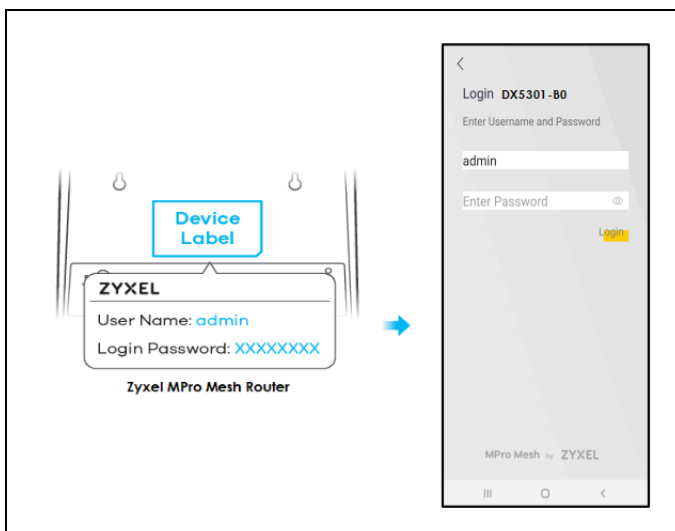 Device
Label
ZYXEL
User Name: admin
Login Password: XXXXXXXX
Zyxel MPro Mesh Router
Login DX5301-B0
Enter Username and Password
admin
Enter Password
Login
MPro Mesh by ZYXEL